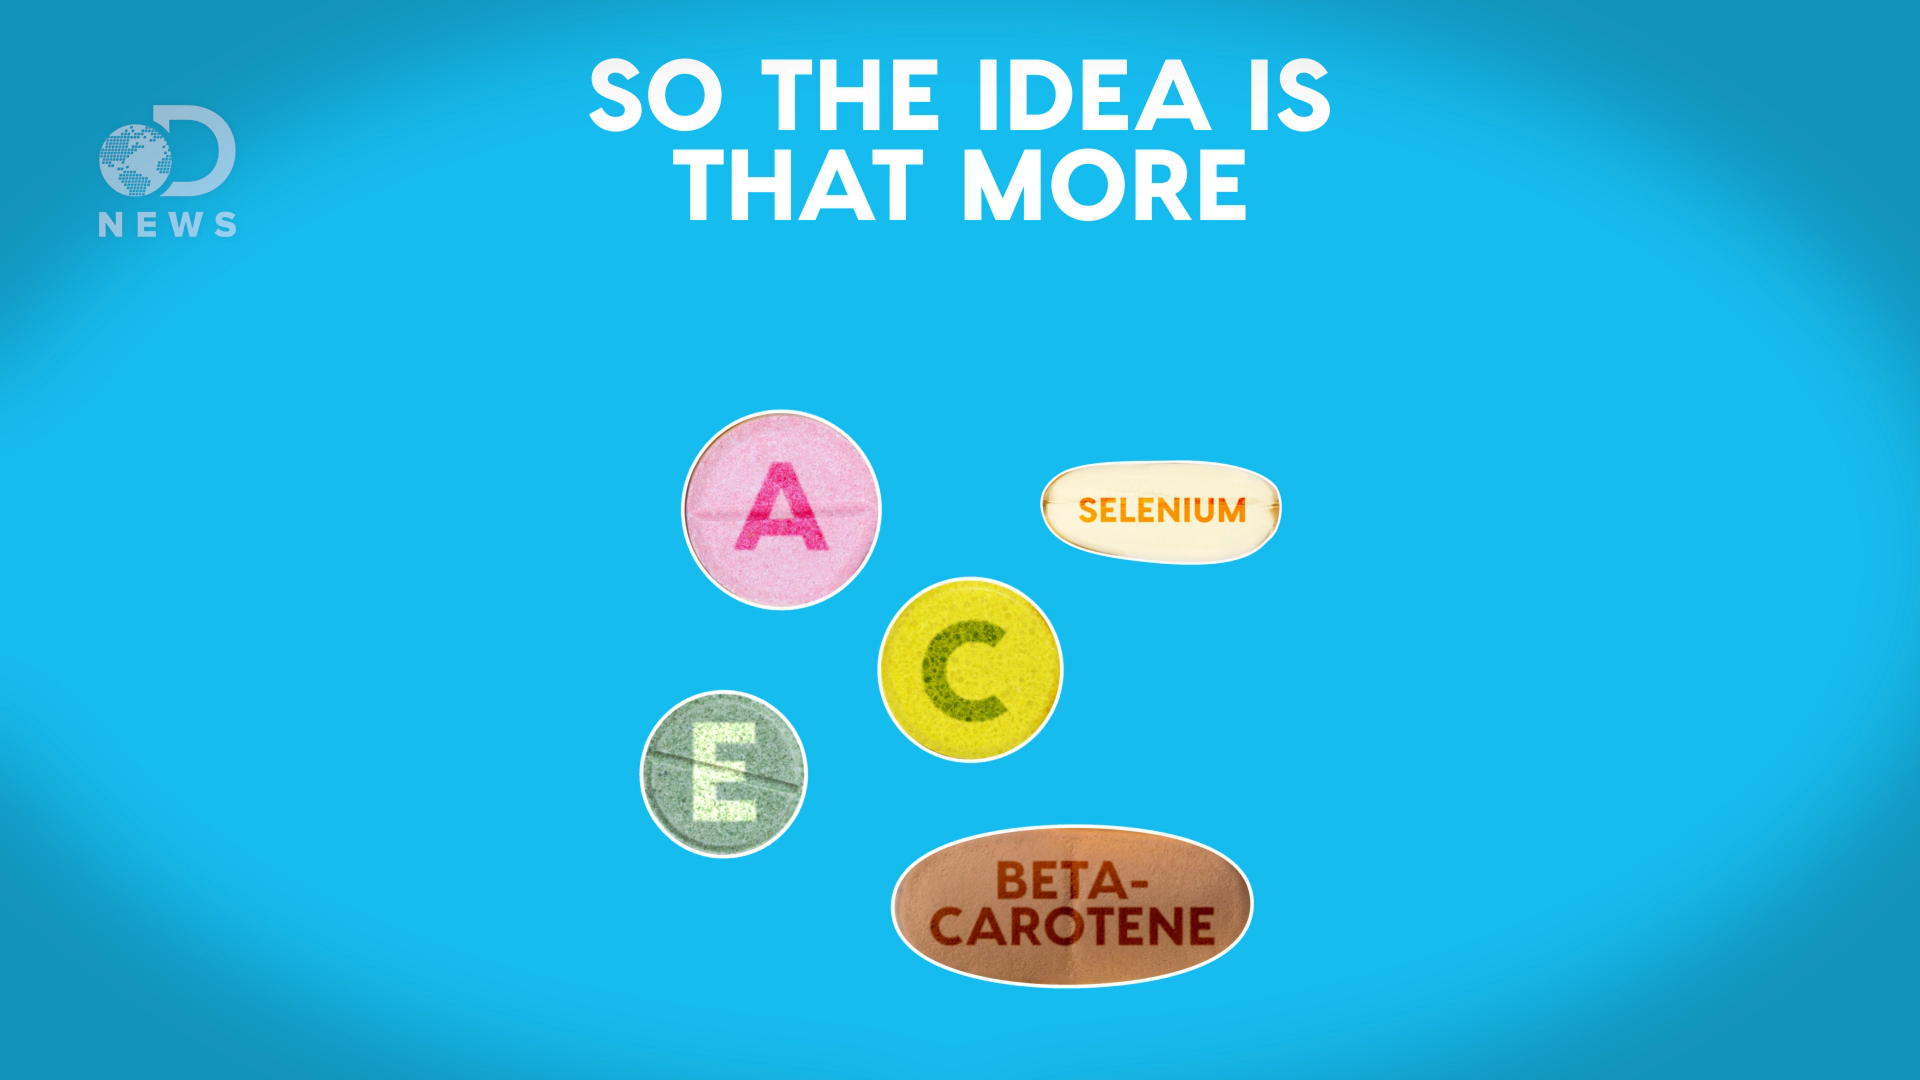 SO THE IDEA IS
THAT MORE
D
NEWS
A
SELENIUM
C
E
BETA-
CAROTENE